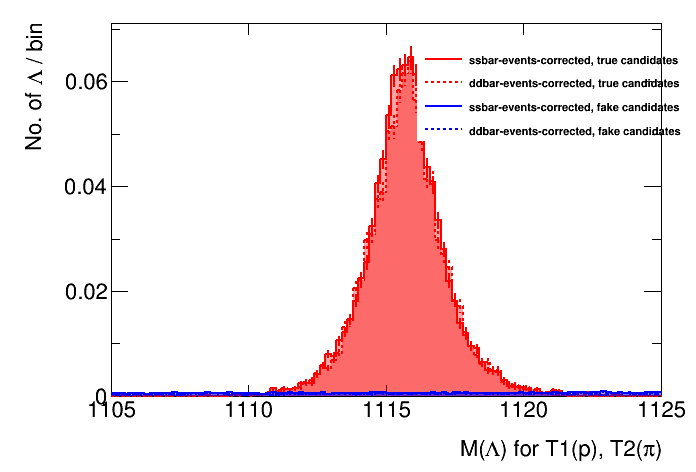 No. of Λ / bin
ssbar-events-corrected, true candidates
ddbar-events-corrected, true candidates
ssbar-events-corrected, fake candidates
ddbar-events-corrected, fake candidates
0.06
0.04
0.02
0
1105 1110 1115 1120 1125
M(Λ) for T1(p), T2(π)